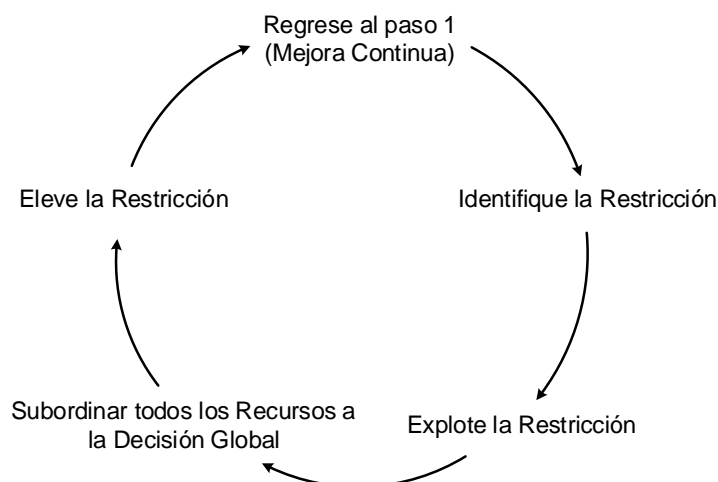 Regrese al paso 1
(Mejora Continua)
Identifique la Restricción
Explote la Restricción
Subordinar todos los Recursos a
la Decisión Global
Eleve la Restricción